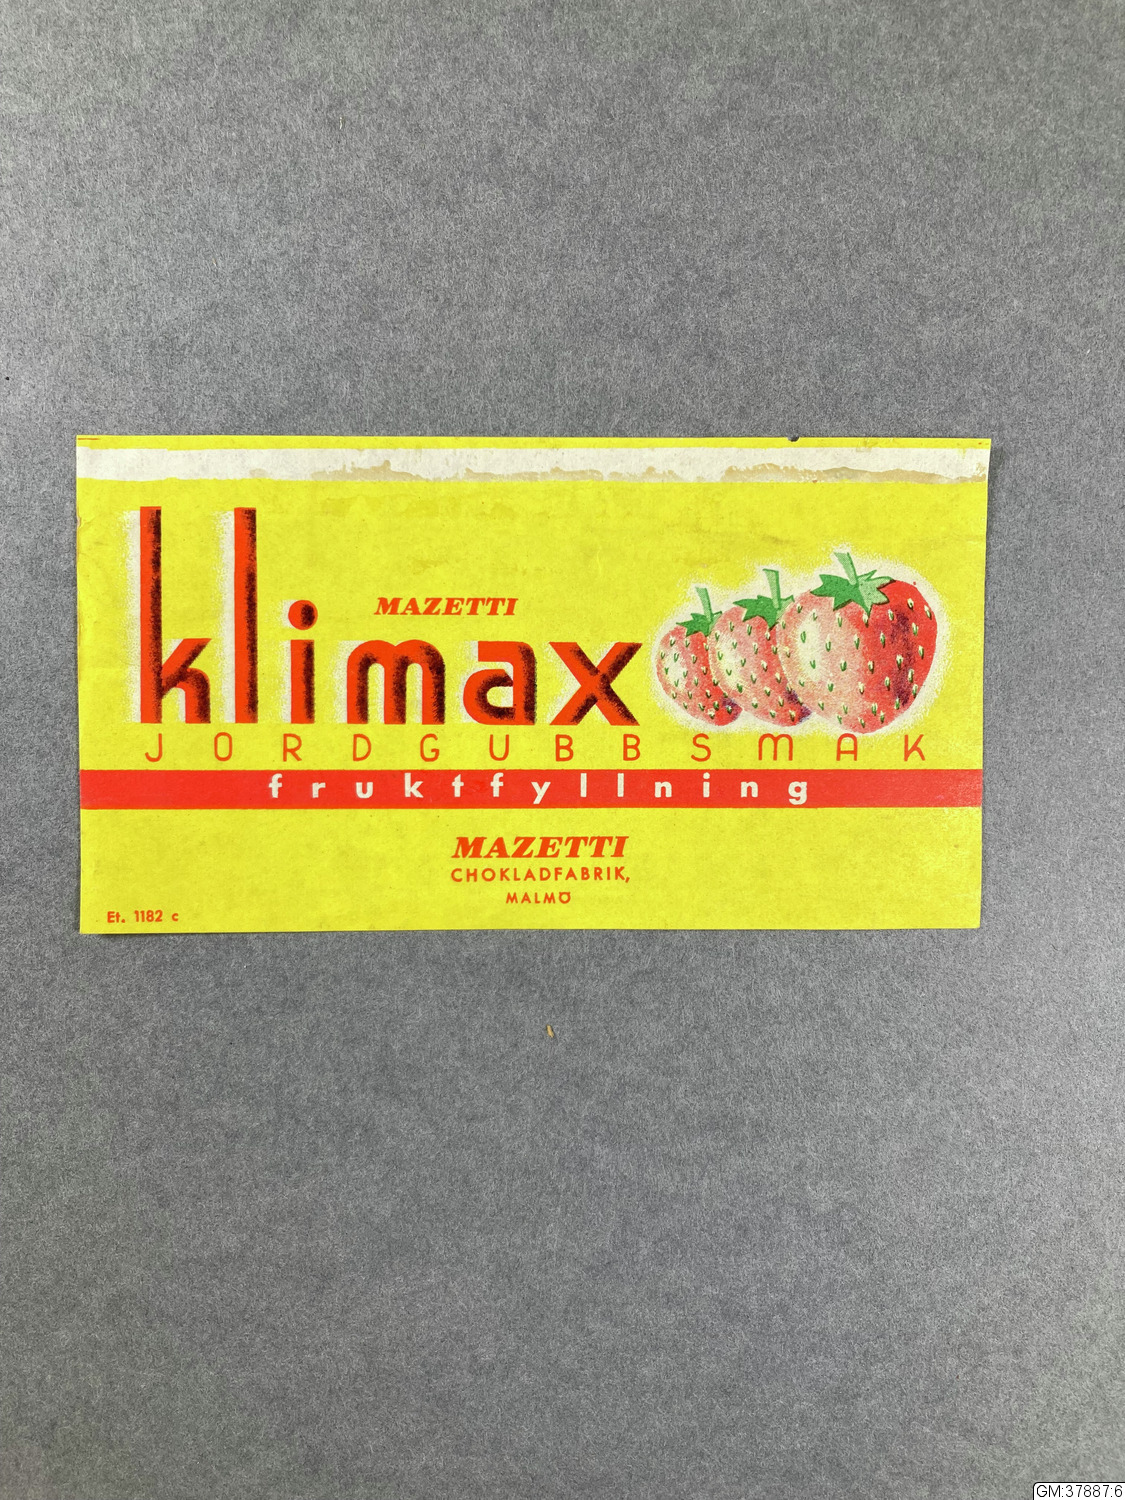 MAZETTI
klimax
JORDGUBBSMAK
fruktfyllning
MAZETTI
CHOKLADFABRIK,
MALMÖ
Et. 1182 c
GM:37887:6